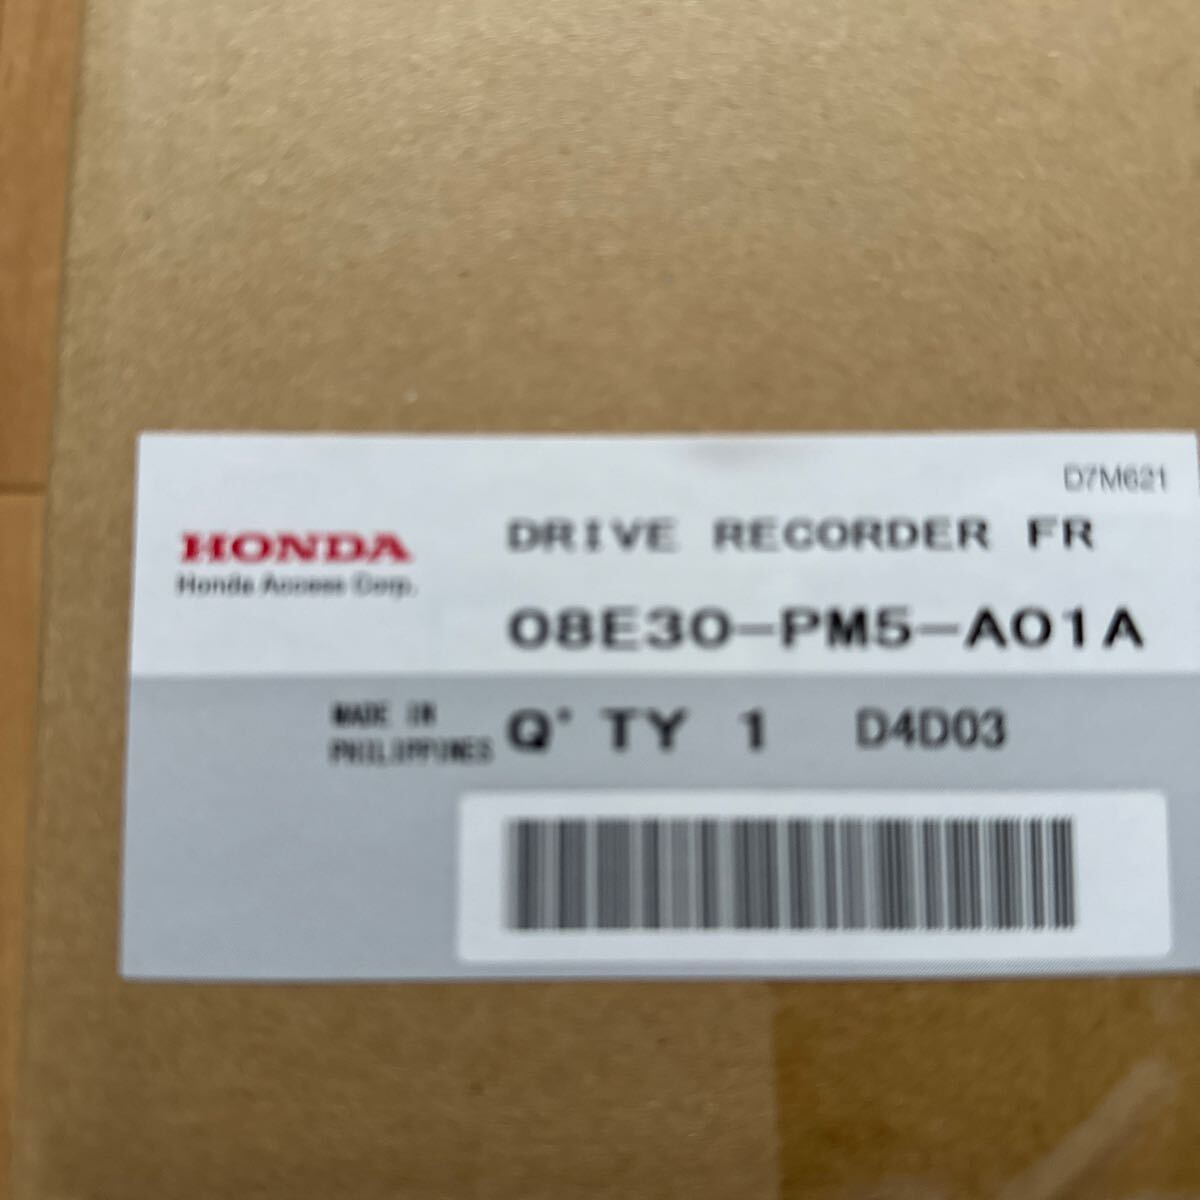 D7M621
HONDA
Honda Access Corp.
DRIVE RECORDER FR
08E30-PM5-A01A
MADE IN
PHILIPPINES
Q'TY 1 D4D03